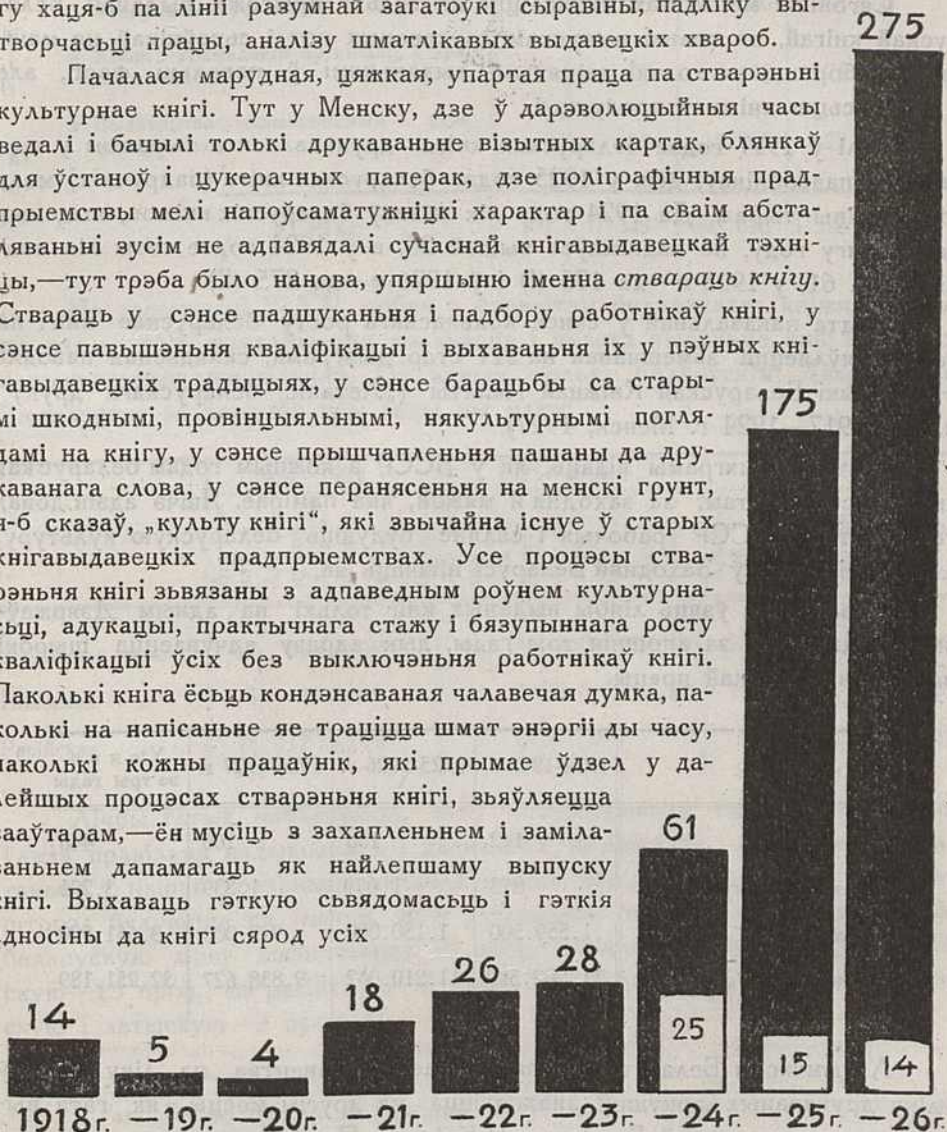 гу хаця-б па лініі разумнай загатоўкі сыравіны, падліку вы-
творчасьці працы, аналізу шматлікавых выдавецкіх хвароб.
Пачалася марудная, цяжкая, упартая праца па стварэньні
культурнае кнігі. Тут у Менску, дзе ў дарэволюцыйныя часы
ведалі і бачылі толькі друкаваньне візытных картак, блянкаў
для ўстаноў і цукерачных паперак, дзе поліграфічныя прад-
прыемствы мелі напоўсаматужніцкі характар і па сваім абста-
ляваньні зусім не адпавядалі сучаснай кнігавыдавецкай тэхні-
цы,—тут трэба было нанова, упяршыню іменна ствараць кнігу.
Ствараць у сэнсе падшуканьня і падбору работнікаў кнігі, у
сэнсе павышэньня кваліфікацыі і выхаваньня іх у пэўных кні-
гавыдавецкіх традыцыях, у сэнсе барацьбы са стары-
мі шкоднымі, провінцыяльнымі, някультурнымі погля-
дамі на кнігу, у сэнсе прышчапленьня пашаны да дру-
каванага слова, у сэнсе перанясеньня на менскі грунт,
я-б сказаў, „культу кнігі“, які звычайна існуе ў старых
кнігавыдавецкіх прадпрыемствах. Усе процэсы ства-
рэньня кнігі зьвязаны з адпаведным роўнем культурна-
сьці, адукацыі, практычнага стажу і бязупыннага росту
кваліфікацыі ўсіх без выключэньня работнікаў кнігі.
Паколькі кніга ёсьць кондэнсаваная чалавечая думка, па-
колькі на напісаньне яе траціцца шмат энэргіі ды часу,
паколькі кожны працаўнік, які прымае ўдзел у да-
лейшых процэсах стварэньня кнігі, зьяўляецца
сааўтарам,—ён мусіць з захапленьнем і заміла-
ваньнем дапамагаць як найлепшаму выпуску
кнігі. Выхаваць гэткую сьвядомасьць і гэткія
адносіны да кнігі сярод усіх
275
175
61
28
26
18
14
5
4
25
15
14
1918г. —19г. —20г. —21г. —22г. —23г. —24г. —25г. —26г.